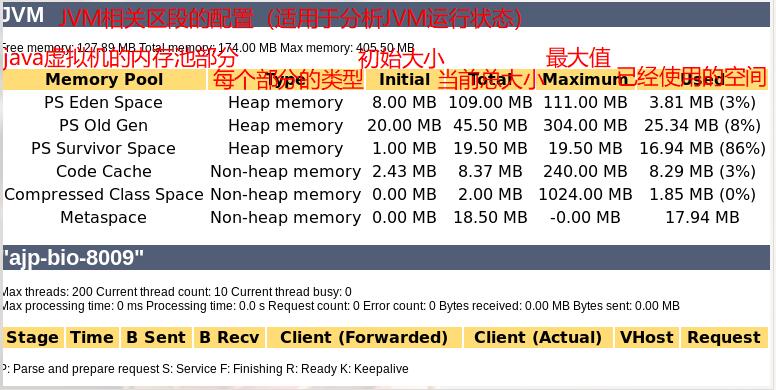 JVM JVM相关区段的配置（适用于分析JVM运行状态）
Free memory: 127.89 MB Total memory: 174.00 MB Max memory: 405.50 MB
java虚拟机的内存池部分 初始大小 最大值
每个部分的类型 当前总大小 已经使用的空间
Memory Pool Type Initial Total Maximum Used
PS Eden Space Heap memory 8.00 MB 109.00 MB 111.00 MB 3.81 MB (3%)
PS Old Gen Heap memory 20.00 MB 45.50 MB 304.00 MB 25.34 MB (8%)
PS Survivor Space Heap memory 1.00 MB 19.50 MB 19.50 MB 16.94 MB (86%)
Code Cache Non-heap memory 2.43 MB 8.37 MB 240.00 MB 8.29 MB (3%)
Compressed Class Space Non-heap memory 0.00 MB 2.00 MB 1024.00 MB 1.85 MB (0%)
Metaspace Non-heap memory 0.00 MB 18.50 MB -0.00 MB 17.94 MB
"ajp-bio-8009"
Max threads: 200 Current thread count: 10 Current thread busy: 0
Max processing time: 0 ms Processing time: 0.0 s Request count: 0 Error count: 0 Bytes received: 0.00 MB Bytes sent: 0.00 MB
Stage Time B Sent B Recv Client (Forwarded) Client (Actual) VHost Request
P: Parse and prepare request S: Service F: Finishing R: Ready K: Keepalive